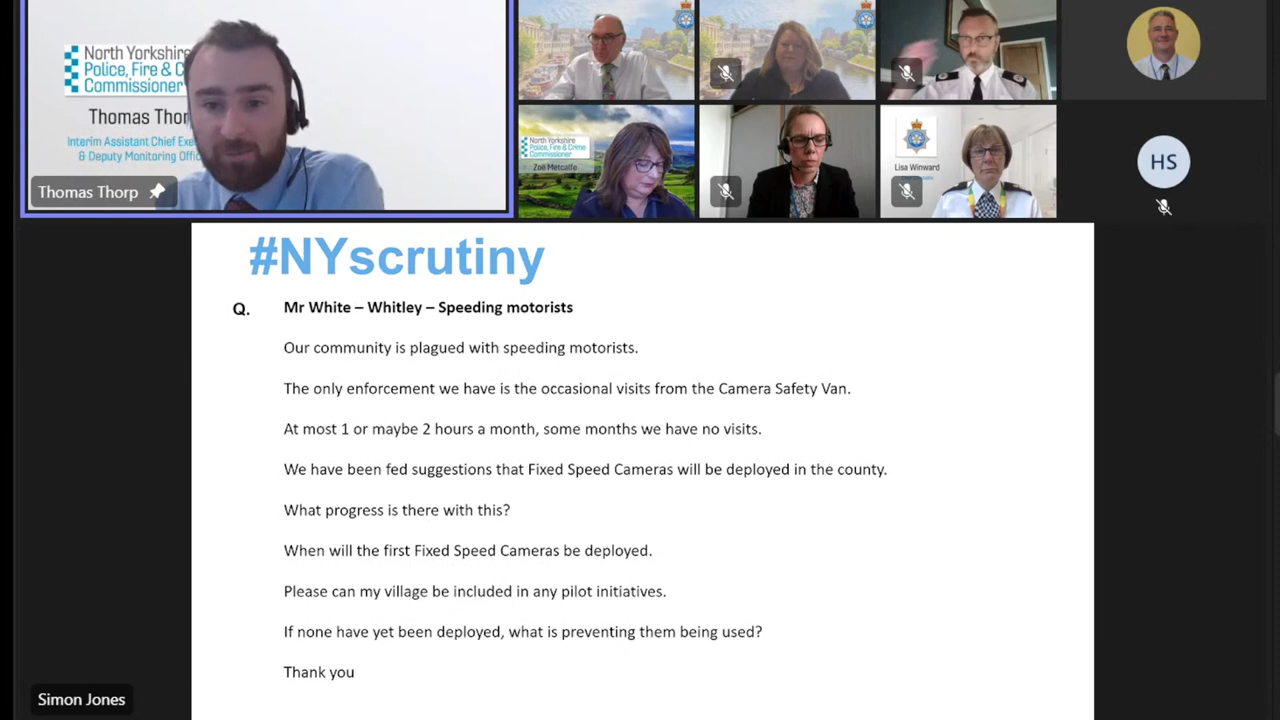 North Yorkshire
Police, Fire & C
Commissioner
Thomas Thor
Interim Assistant Chief Exe
& Deputy Monitoring Offic
Thomas Thorp
North Yorkshire
Police, Fire & Crime
Commissioner
Zoë Metcalfe
Lisa Winward
HS
#NYscrutiny
Q. Mr White – Whitley – Speeding motorists
Our community is plagued with speeding motorists.
The only enforcement we have is the occasional visits from the Camera Safety Van.
At most 1 or maybe 2 hours a month, some months we have no visits.
We have been fed suggestions that Fixed Speed Cameras will be deployed in the county.
What progress is there with this?
When will the first Fixed Speed Cameras be deployed.
Please can my village be included in any pilot initiatives.
If none have yet been deployed, what is preventing them being used?
Thank you
Simon Jones